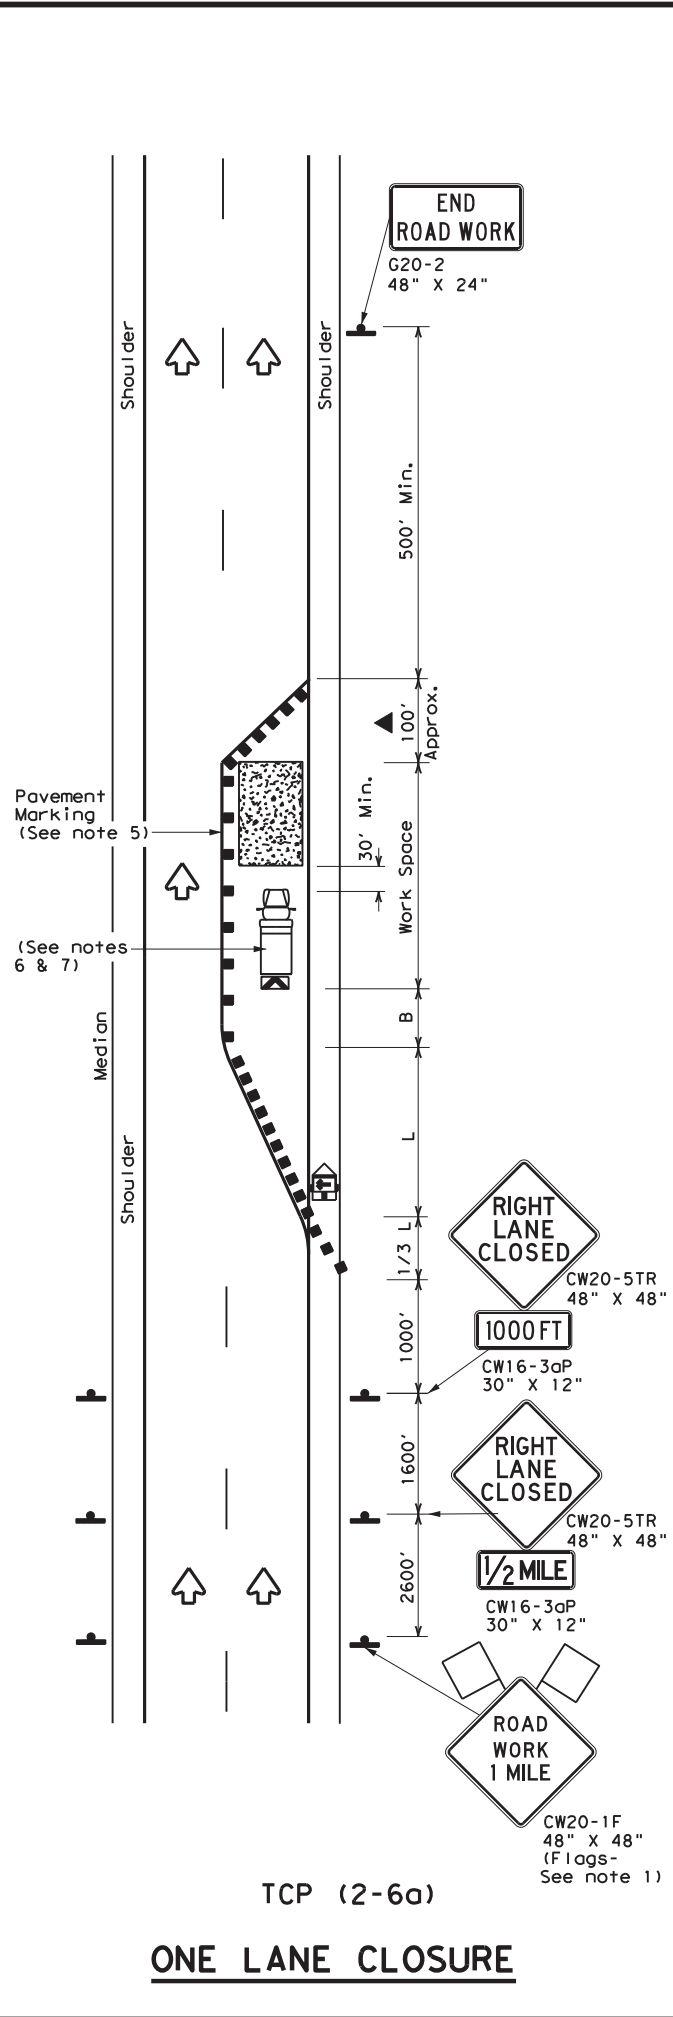 END
ROAD WORK
G20-2
48" X 24"
Shoulder
Shoulder
500' Min.
100'
Approx.
Pavement
Marking
(See note 5)
30' Min.
Work Space
(See notes
6 & 7)
B
Median
L
Shoulder
RIGHT
LANE
CLOSED
1/3 L
CW20-5TR
48" X 48"
1000 FT
1000'
CW16-3aP
30" X 12"
RIGHT
LANE
CLOSED
1600'
CW20-5TR
48" X 48"
1/2 MILE
2600'
CW16-3aP
30" X 12"
ROAD
WORK
1 MILE
CW20-1F
48" X 48"
(Flags-
See note 1)
TCP (2-6a)
ONE LANE CLOSURE